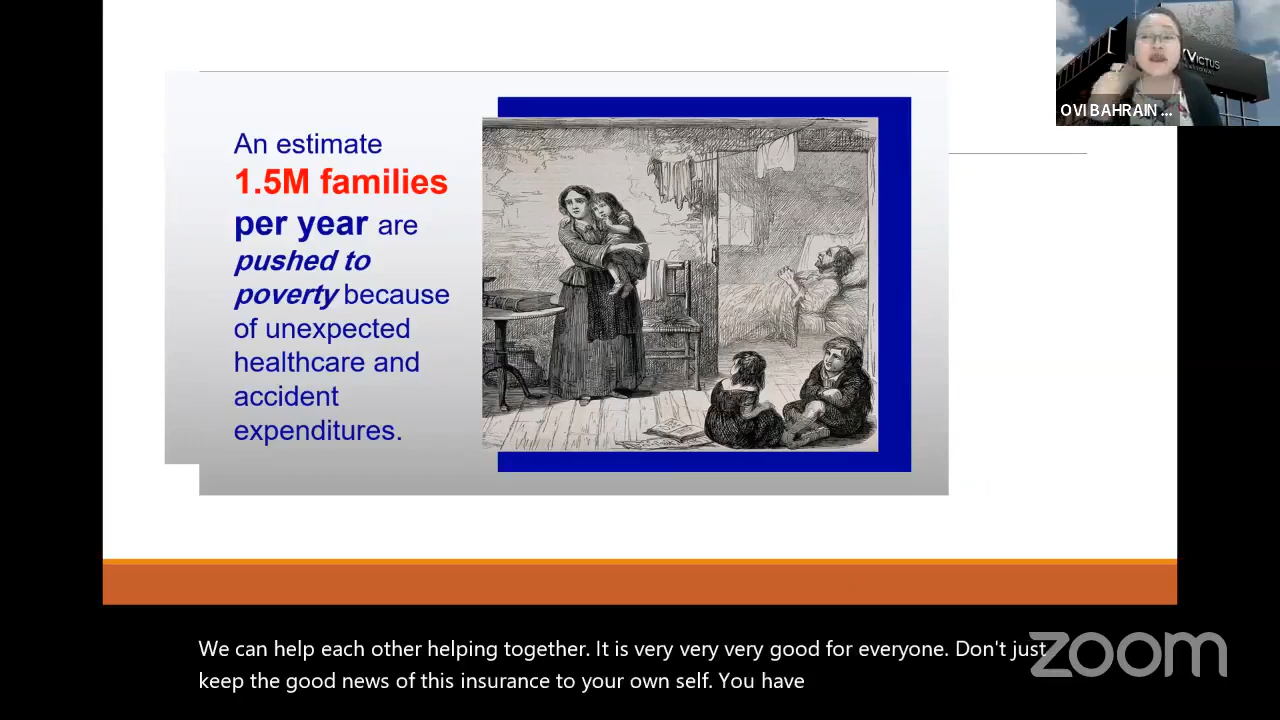 An estimate
1.5M families
per year are
pushed to
poverty because
of unexpected
healthcare and
accident
expenditures.
VICTUS
OVI BAHRAIN ...
We can help each other helping together. It is very very very good for everyone. Don't just
keep the good news of this insurance to your own self. You have
zoom